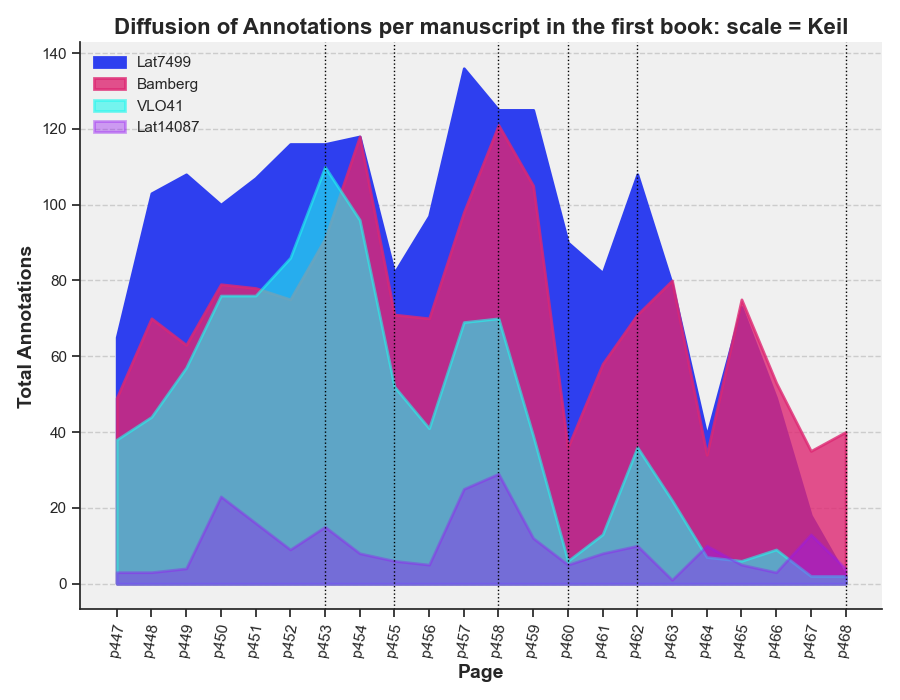 Diffusion of Annotations per manuscript in the first book: scale = Keil
Lat7499
Bamberg
VLO41
Lat14087
Total Annotations
140
120
100
80
60
40
20
0
p447 p448 p449 p450 p451 p452 p453 p454 p455 p456 p457 p458 p459 p460 p461 p462 p463 p464 p465 p466 p467 p468
Page